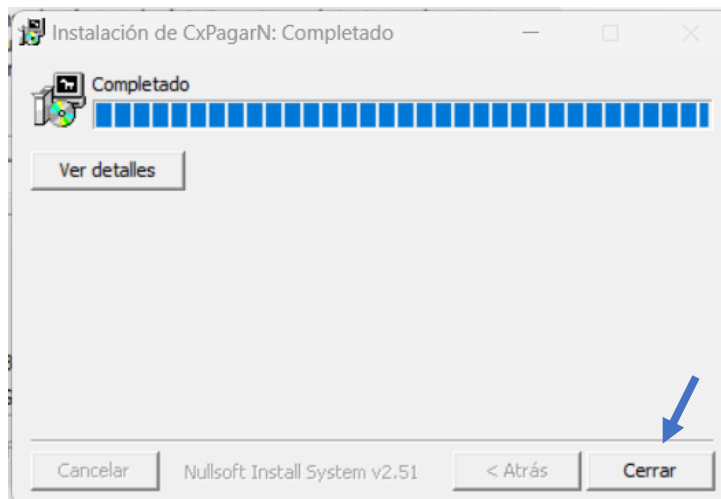 Instalación de CxPagarN: Completado
Completado
Ver detalles
Cancelar
Nullsoft Install System v2.51
< Atrás
Cerrar